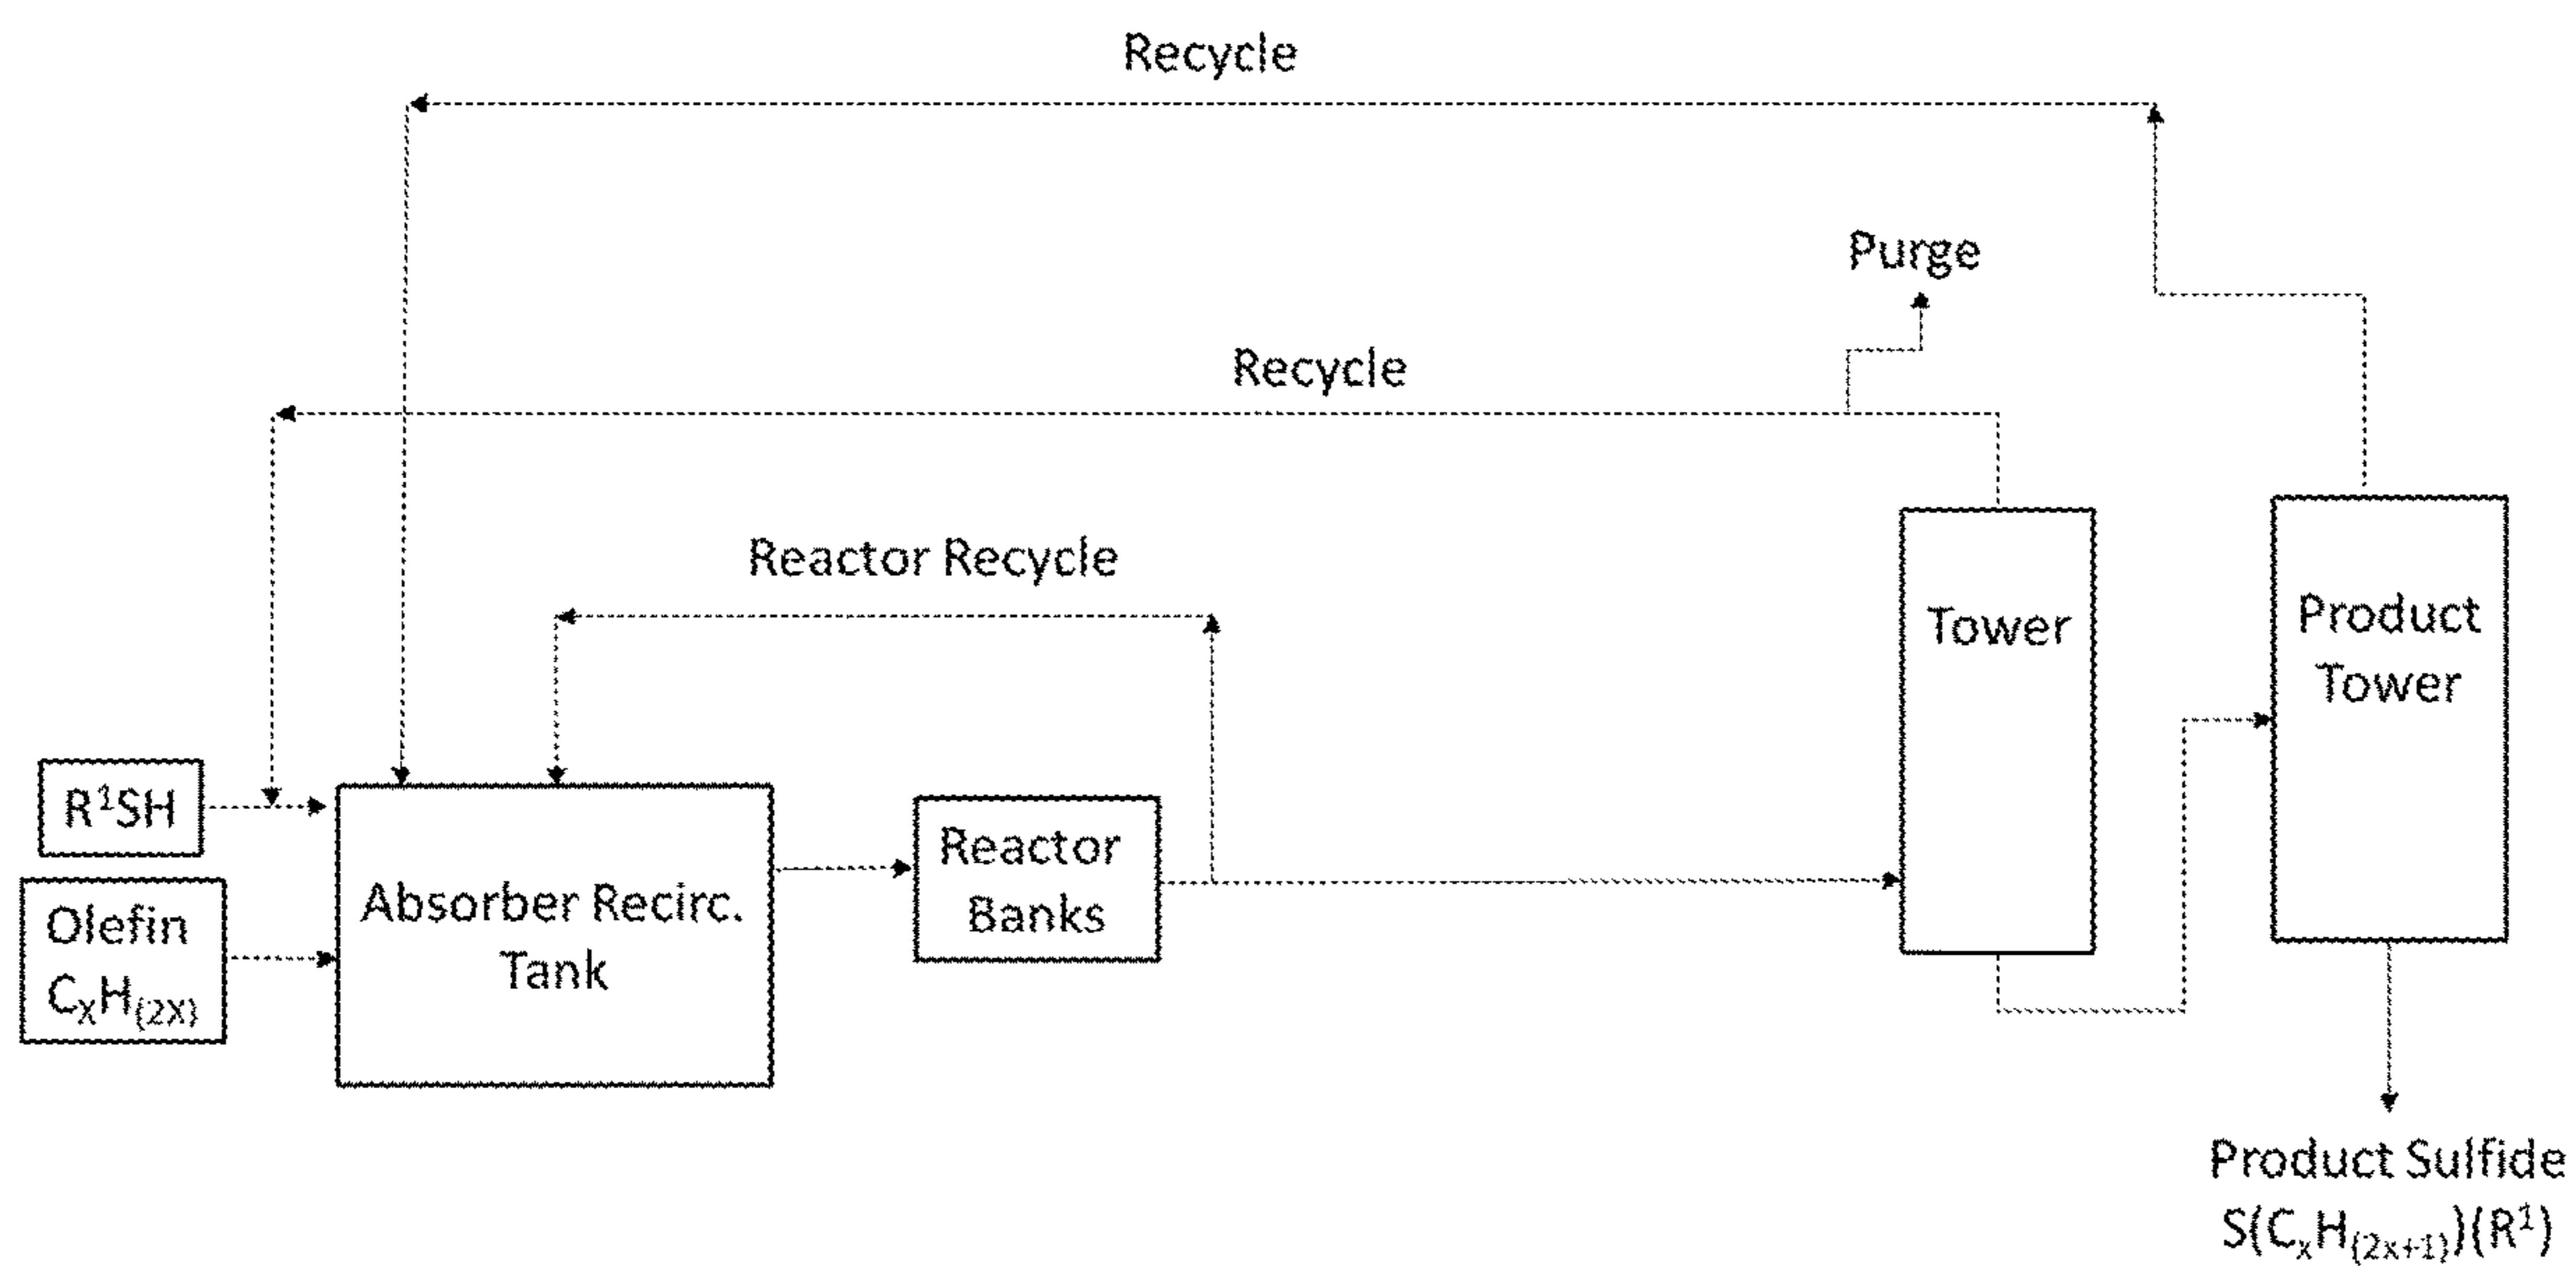 Recycle
Purge
Recycle
Reactor Recycle
Tower
Product
Tower
R¹SH
Reactor
Banks
Absorber Recirc.
Tank
Olefin
CₓH₍₂ₓ₎
Product Sulfide
S(CₓH₍₂ₓ₊₁₎)(R¹)